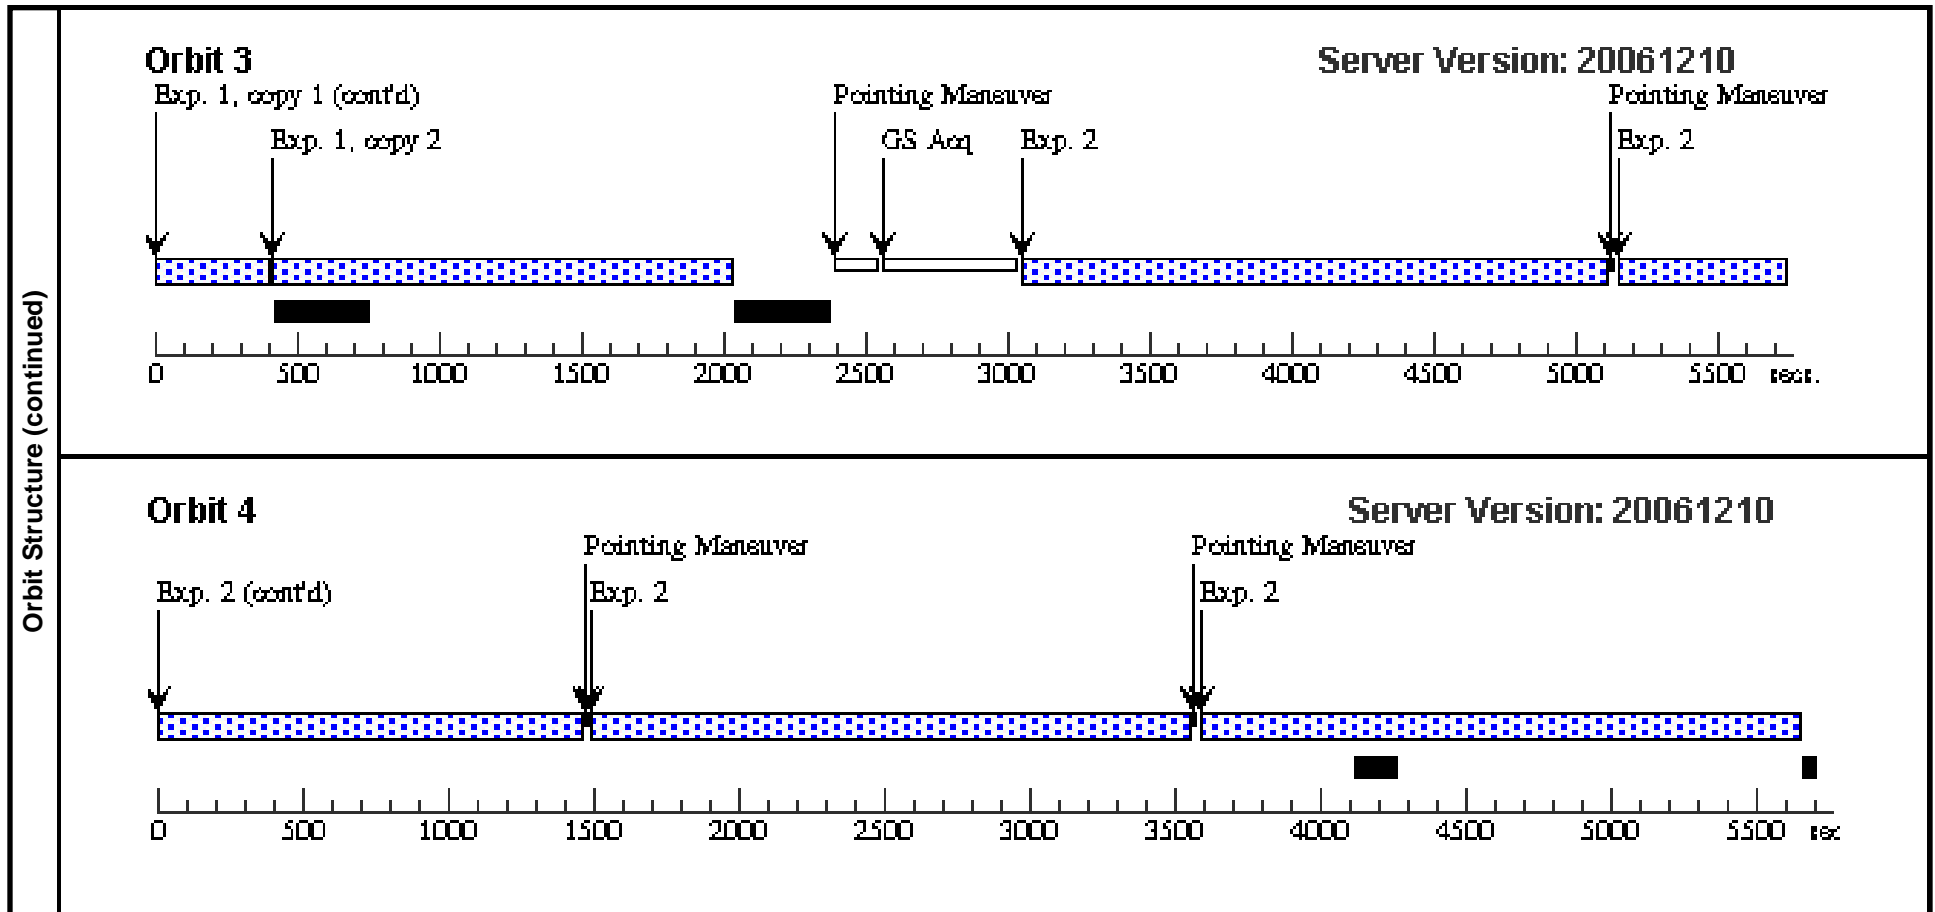 Orbit Structure (continued)
Orbit 3
Server Version: 20061210
Exp. 1, copy 1 (cont'd)
Pointing Maneuver
Pointing Maneuver
Exp. 1, copy 2
GS Acq
Exp. 2
Exp. 2
0 500 1000 1500 2000 2500 3000 3500 4000 4500 5000 5500 secs.
Orbit 4
Server Version: 20061210
Pointing Maneuver
Pointing Maneuver
Exp. 2 (cont'd)
Exp. 2
Exp. 2
0 500 1000 1500 2000 2500 3000 3500 4000 4500 5000 5500 sec